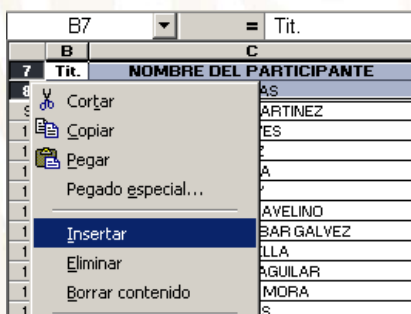 B7 = Tit.
B C
7 Tit. NOMBRE DEL PARTICIPANTE
8 AS
Cortar
ARTINEZ
Copiar
Pegar
Pegado especial...
AVELINO
Insertar
BAR GALVEZ
LLA
Eliminar
AGUILAR
Borrar contenido
MORA